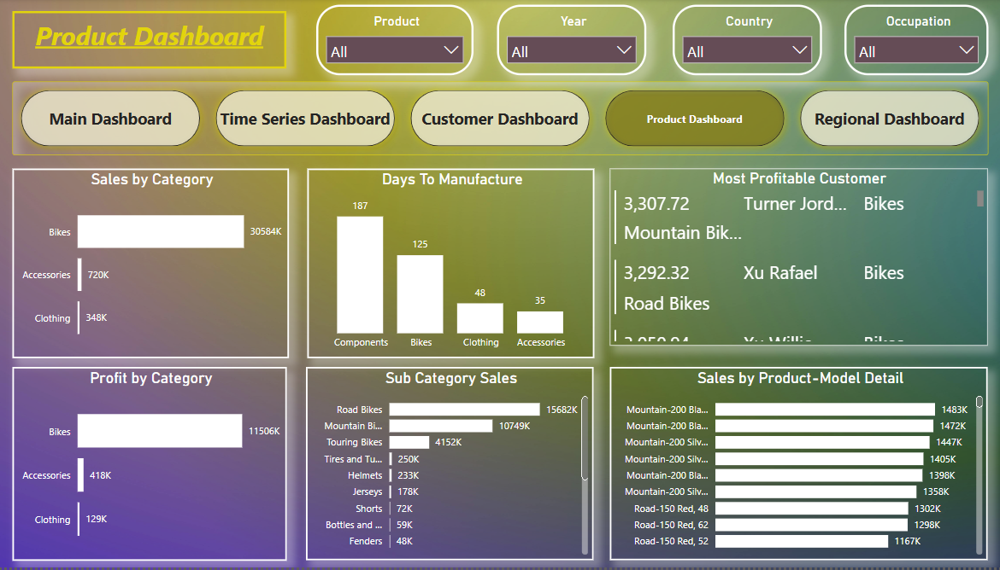 Product Dashboard
Product
All
Year
All
Country
All
Occupation
All
Main Dashboard
Time Series Dashboard
Customer Dashboard
Product Dashboard
Regional Dashboard
Sales by Category
Bikes 30584K
Accessories 720K
Clothing 348K
Days To Manufacture
187
125
48
35
Components Bikes Clothing Accessories
Most Profitable Customer
3,307.72 Turner Jord... Bikes
Mountain Bik...
3,292.32 Xu Rafael Bikes
Road Bikes
Profit by Category
Bikes 11506K
Accessories 418K
Clothing 129K
Sub Category Sales
Road Bikes 15682K
Mountain Bi... 10749K
Touring Bikes 4152K
Tires and Tu... 250K
Helmets 233K
Jerseys 178K
Shorts 72K
Bottles and ... 59K
Fenders 48K
Sales by Product-Model Detail
Mountain-200 Bla... 1483K
Mountain-200 Bla... 1472K
Mountain-200 Silv... 1447K
Mountain-200 Silv... 1405K
Mountain-200 Bla... 1398K
Mountain-200 Silv... 1358K
Road-150 Red, 48 1302K
Road-150 Red, 62 1298K
Road-150 Red, 52 1167K